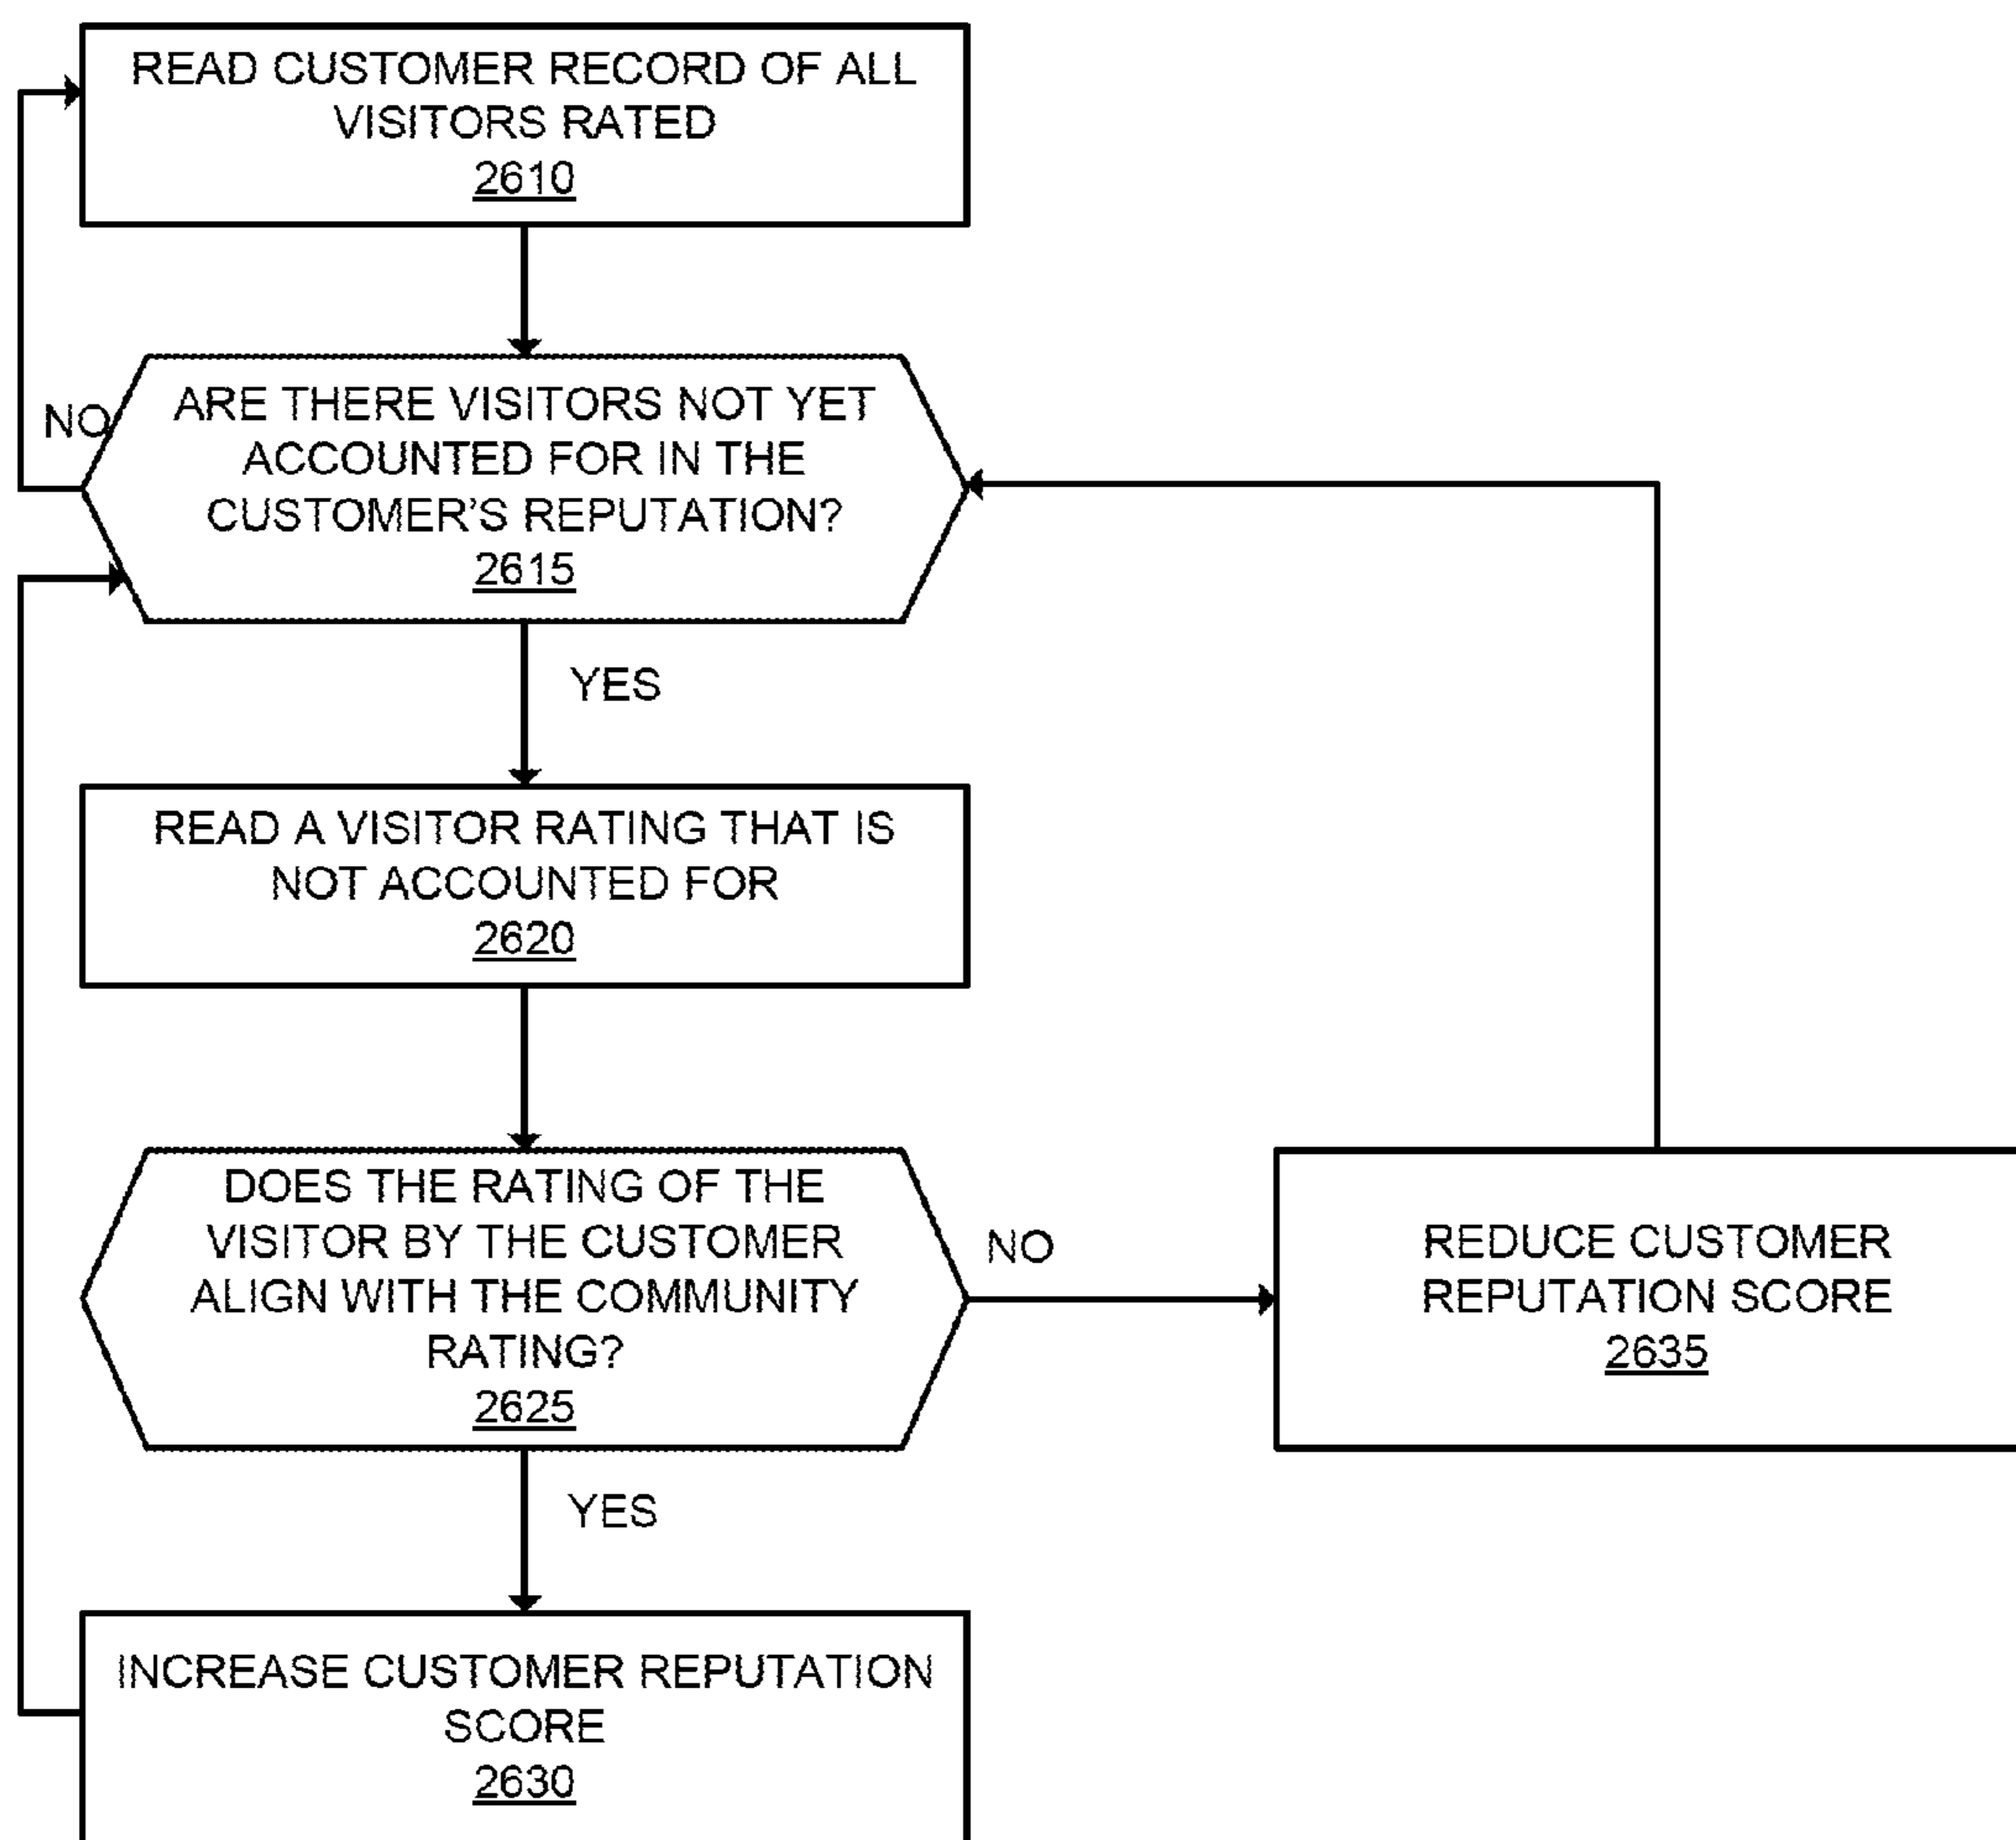 READ CUSTOMER RECORD OF ALL
VISITORS RATED
2610
NO
ARE THERE VISITORS NOT YET
ACCOUNTED FOR IN THE
CUSTOMER'S REPUTATION?
2615
YES
READ A VISITOR RATING THAT IS
NOT ACCOUNTED FOR
2620
DOES THE RATING OF THE
VISITOR BY THE CUSTOMER
ALIGN WITH THE COMMUNITY
RATING?
2625
NO
REDUCE CUSTOMER
REPUTATION SCORE
2635
YES
INCREASE CUSTOMER REPUTATION
SCORE
2630